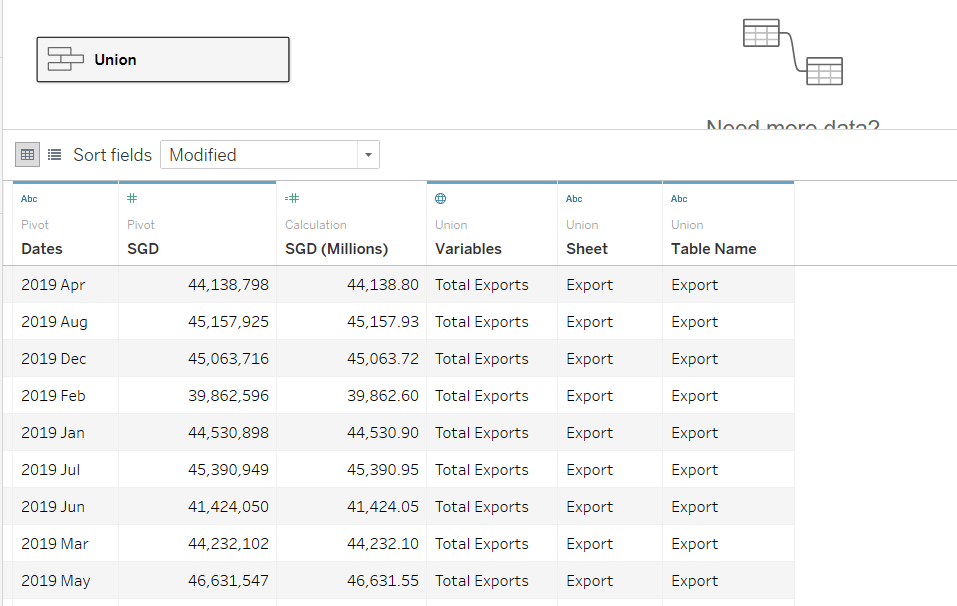 Union
Need more data?
Sort fields Modified
Abc # =# Abc Abc
Pivot Pivot Calculation Union Union Union
Dates SGD SGD (Millions) Variables Sheet Table Name
2019 Apr 44,138,798 44,138.80 Total Exports Export Export
2019 Aug 45,157,925 45,157.93 Total Exports Export Export
2019 Dec 45,063,716 45,063.72 Total Exports Export Export
2019 Feb 39,862,596 39,862.60 Total Exports Export Export
2019 Jan 44,530,898 44,530.90 Total Exports Export Export
2019 Jul 45,390,949 45,390.95 Total Exports Export Export
2019 Jun 41,424,050 41,424.05 Total Exports Export Export
2019 Mar 44,232,102 44,232.10 Total Exports Export Export
2019 May 46,631,547 46,631.55 Total Exports Export Export